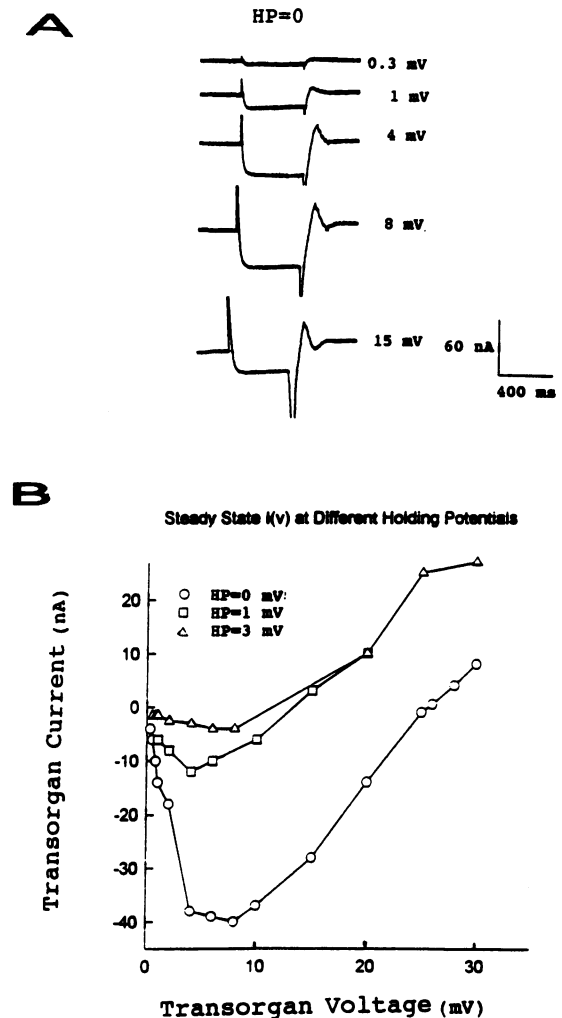 A
HP=0
0.3 mV
1 mV
4 mV
8 mV.
15 mV
60 nA
400 ms
B
Steady State I(v) at Different Holding Potentials
Transorgan Current (nA)
20
10
0
-10
-20
-30
-40
HP=0 mV:
HP=1 mV
HP=3 mV
0 10 20 30
Transorgan Voltage (mV)